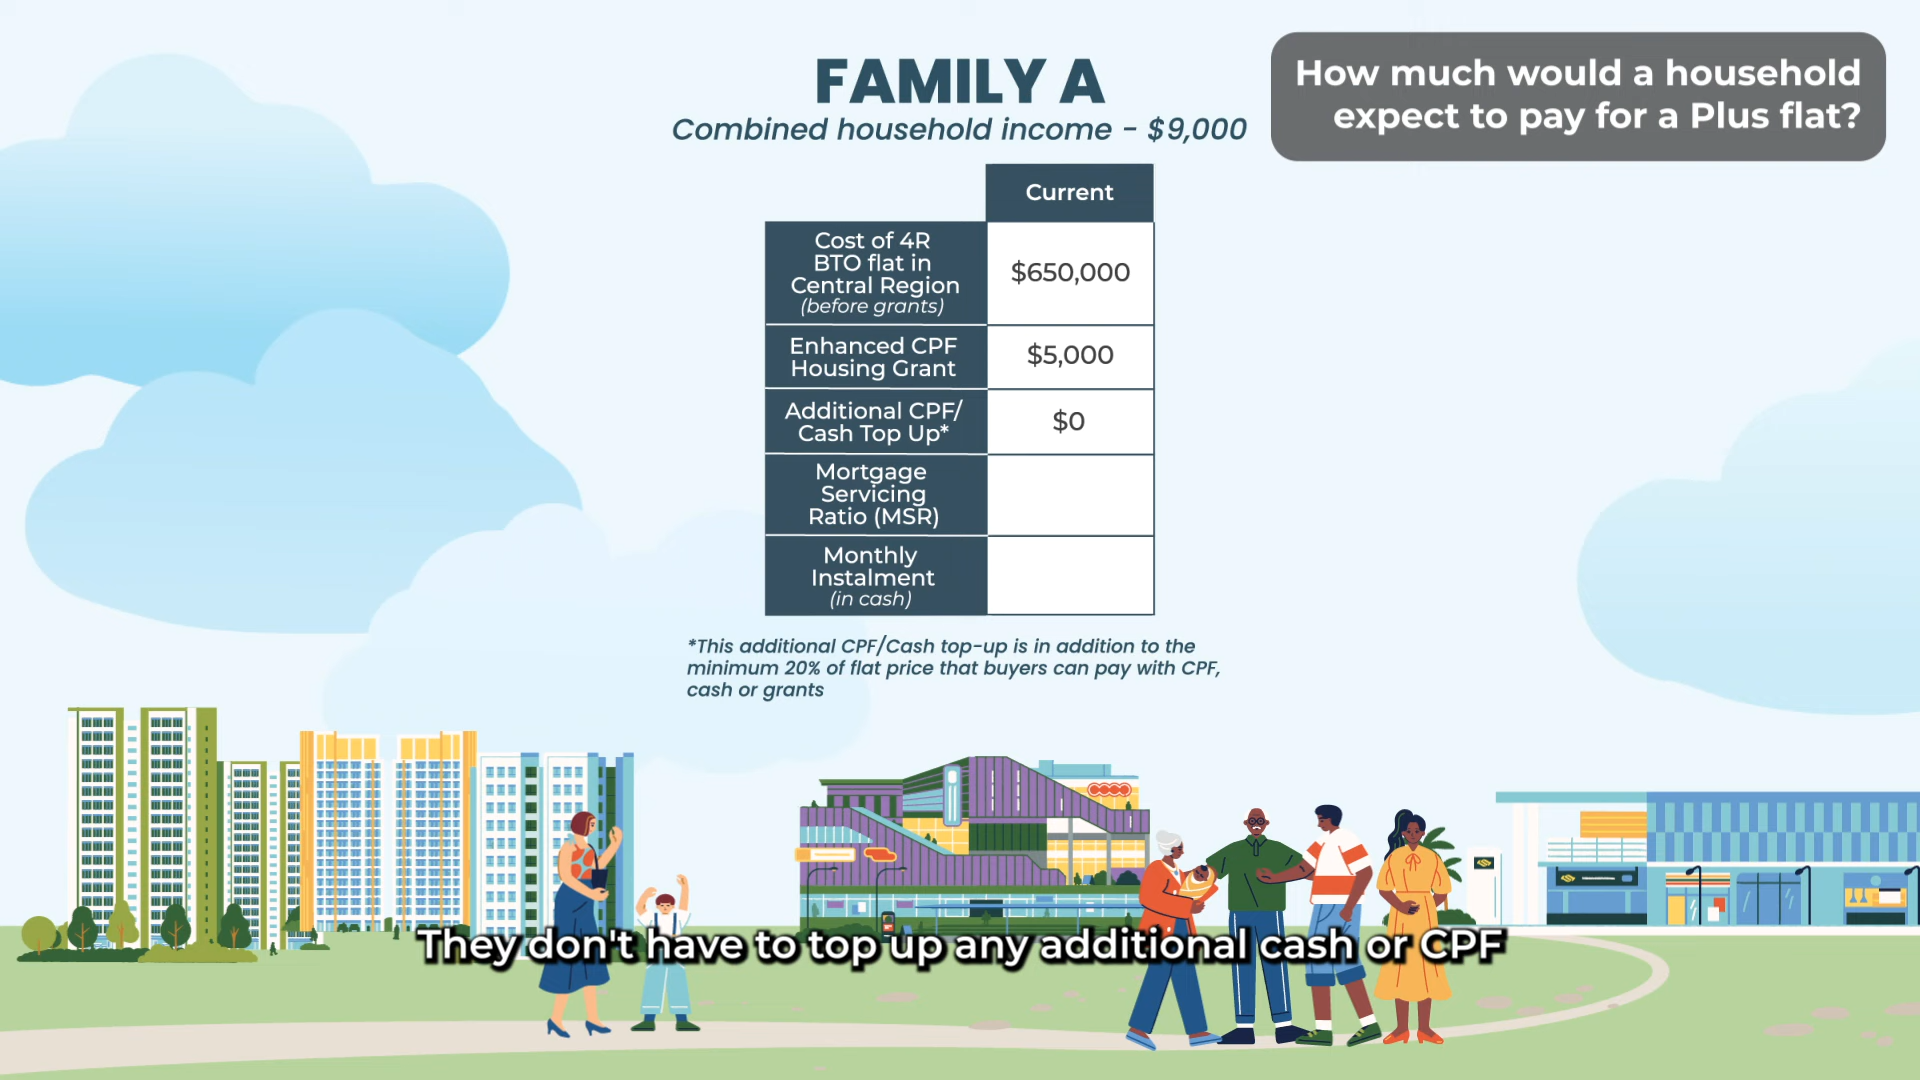 FAMILY A
Combined household income - $9,000
How much would a household
expect to pay for a Plus flat?
Current
Cost of 4R
BTO flat in
Central Region
(before grants)
$650,000
Enhanced CPF
Housing Grant
$5,000
Additional CPF/
Cash Top Up*
$0
Mortgage
Servicing
Ratio (MSR)
Monthly
Instalment
(in cash)
*This additional CPF/Cash top-up is in addition to the
minimum 20% of flat price that buyers can pay with CPF,
cash or grants
They don't have to top up any additional cash or CPF